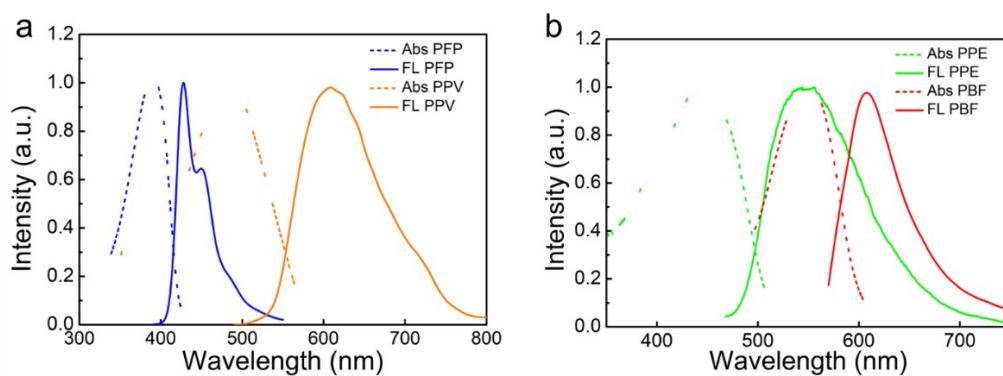 a
1.2
1.0
0.8
0.6
0.4
0.2
0.0
Intensity (a.u.)
300 400 500 600 700 800
Wavelength (nm)
Abs PFP
FL PFP
Abs PPV
FL PPV
b
1.2
1.0
0.8
0.6
0.4
0.2
0.0
Intensity (a.u.)
400 500 600 700
Wavelength (nm)
Abs PPE
FL PPE
Abs PBF
FL PBF